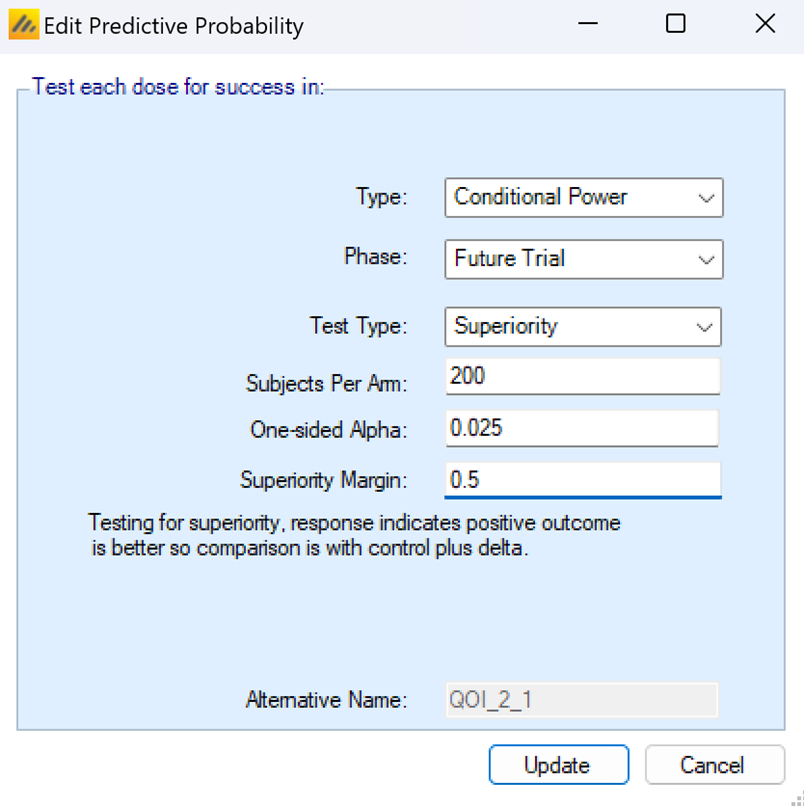 Edit Predictive Probability
Test each dose for success in:
Type: Conditional Power
Phase: Future Trial
Test Type: Superiority
Subjects Per Arm: 200
One-sided Alpha: 0.025
Superiority Margin: 0.5
Testing for superiority, response indicates positive outcome
is better so comparison is with control plus delta.
Alternative Name: QOI_2_1
Update Cancel